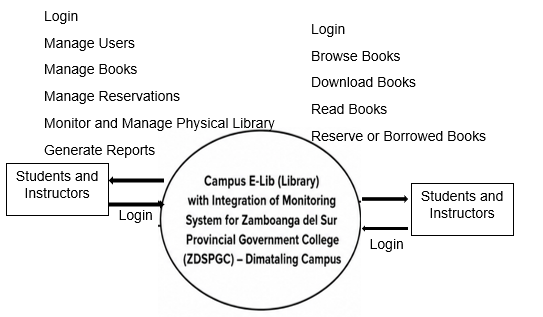 Login
Manage Users
Manage Books
Manage Reservations
Monitor and Manage Physical Library
Generate Reports
Login
Browse Books
Download Books
Read Books
Reserve or Borrowed Books
Students and
Instructors
Login
Campus E-Lib (Library)
with Integration of Monitoring
System for Zamboanga del Sur
Provincial Government College
(ZDSPGC) – Dimataling Campus
Students and
Instructors
Login